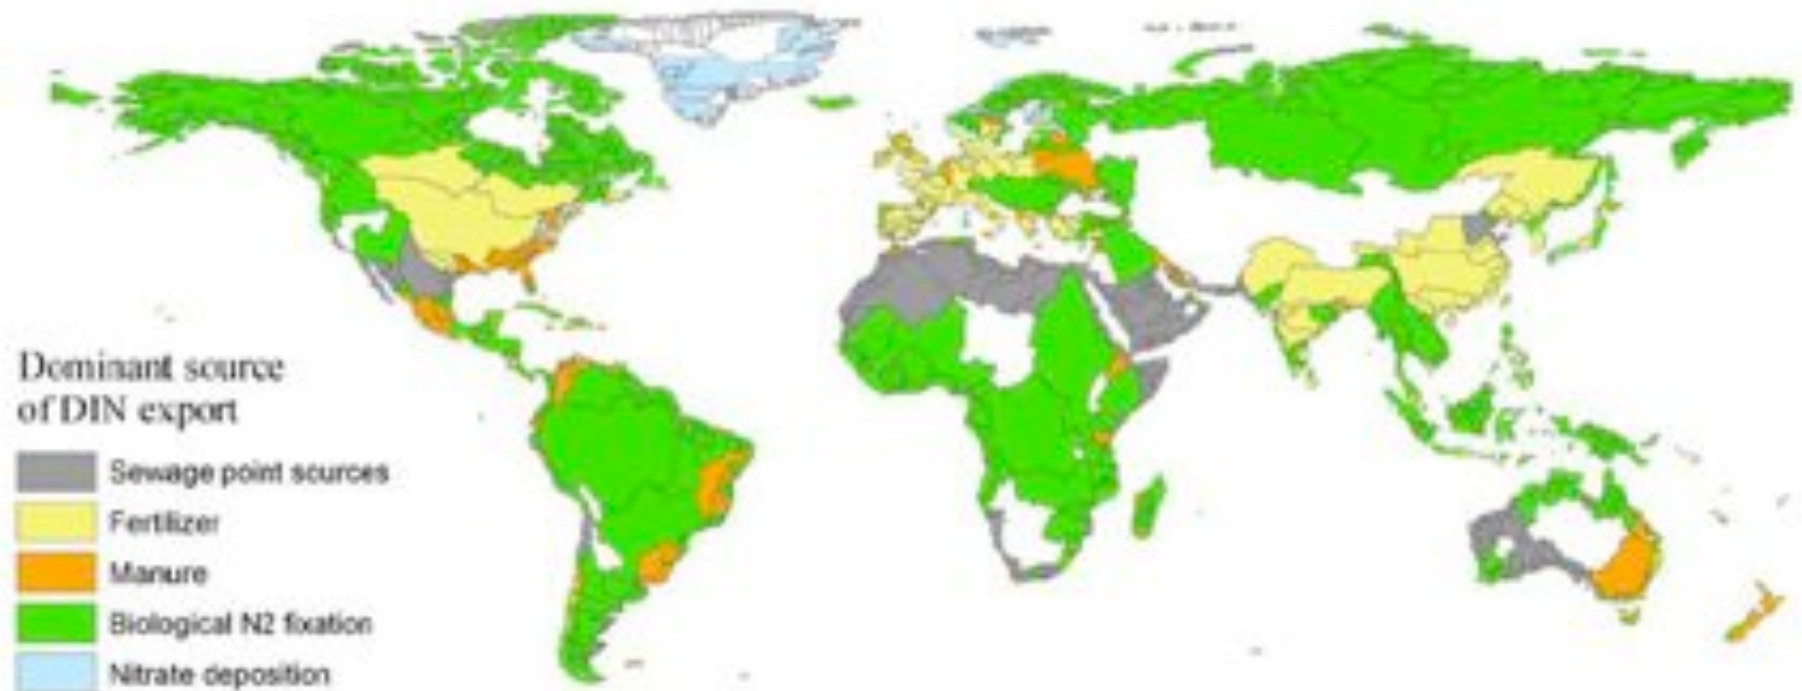 Dominant source
of DIN export
Sewage point sources
Fertilizer
Manure
Biological N2 fixation
Nitrate deposition